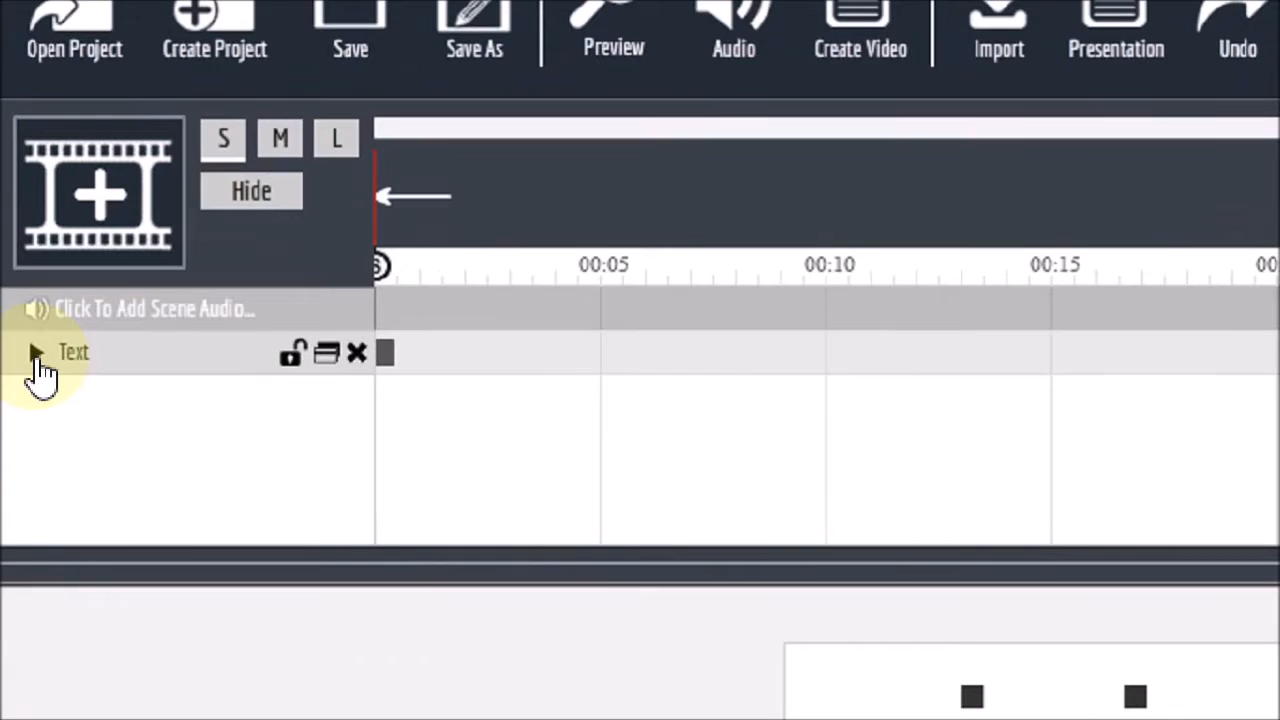 Open Project
Create Project
Save
Save As
Preview
Audio
Create Video
Import
Presentation
Undo
S M L
Hide
00:05 00:10 00:15 00
Click To Add Scene Audio...
Text